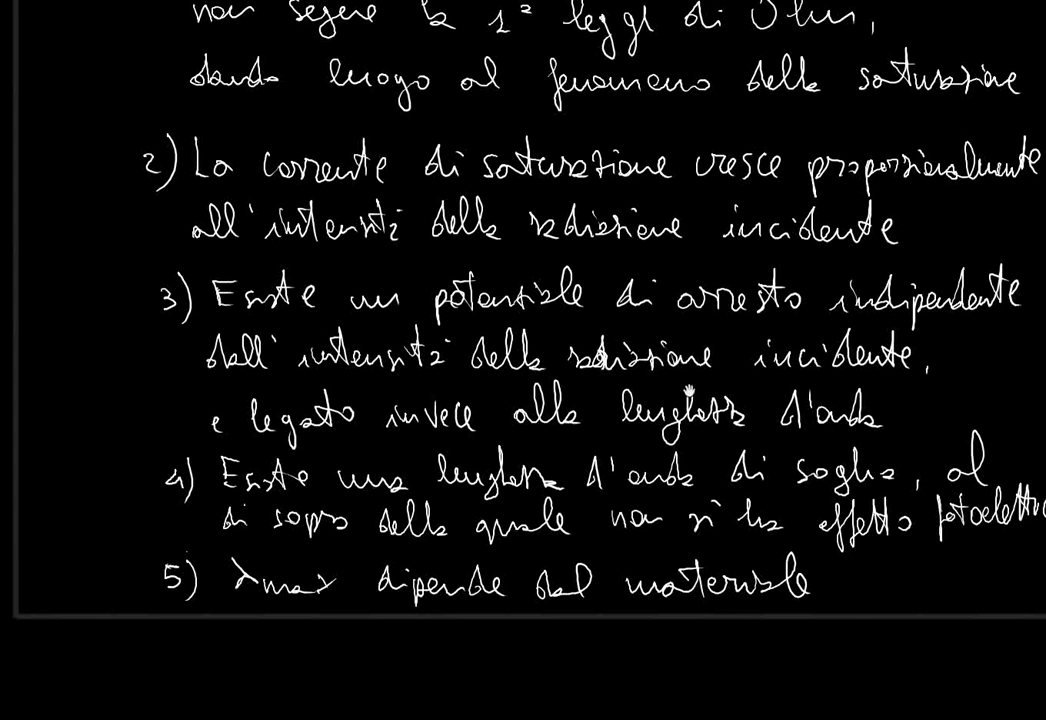 non segue la 1ª legge di Ohm,
dando luogo al fenomeno della saturazione
2) La corrente di saturazione cresce proporzionalmente
all'intensità della radiazione incidente
3) Esiste un potenziale di arresto indipendente
dall'intensità della radiazione incidente,
e legato invece alla lunghezza d'onda
4) Esiste una lunghezza d'onda di soglia, al
di sopra della quale non si ha effetto fotoelettrico
5) λmax dipende dal materiale